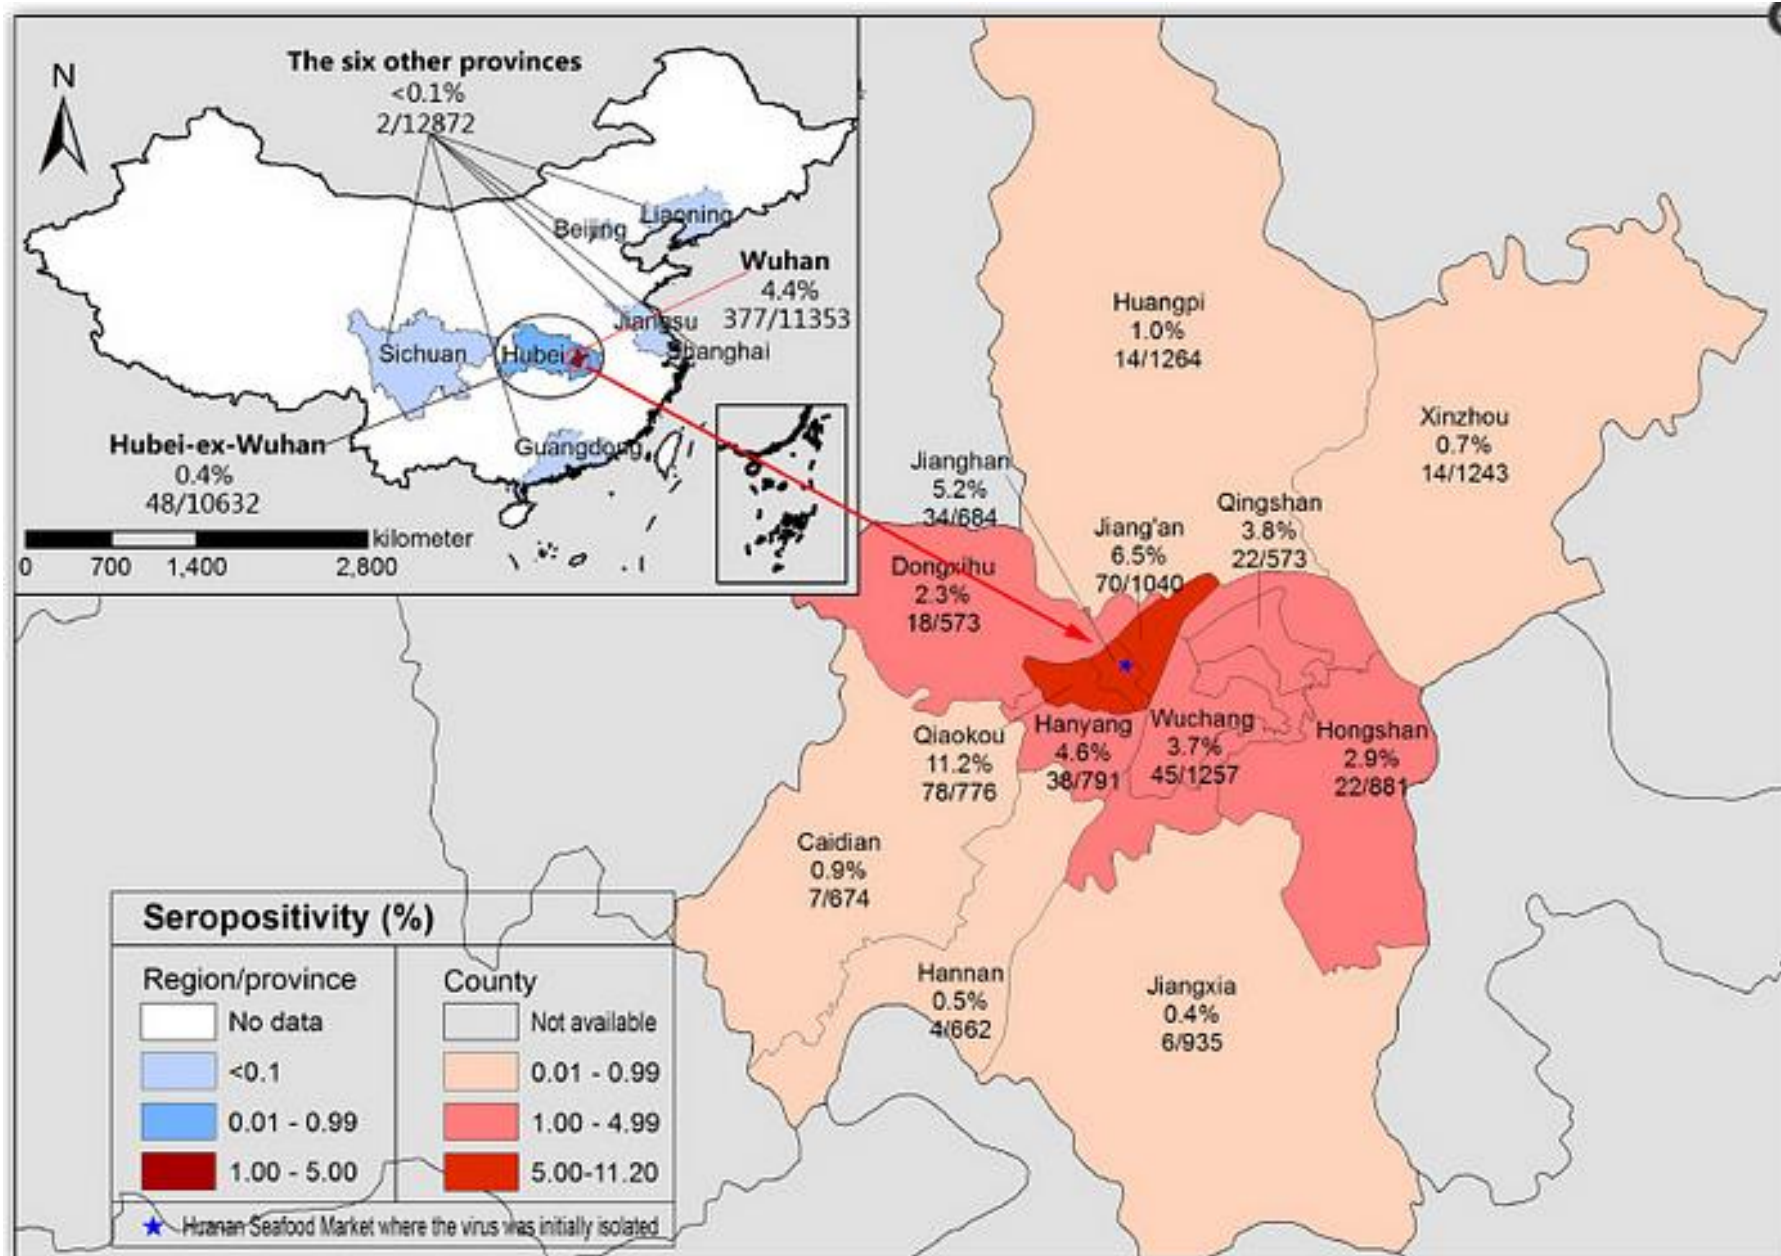 N
The six other provinces
<0.1%
2/12872
Liaoning
Beijing
Wuhan
4.4%
377/11353
Jiangsu
Shanghai
Sichuan
Hubei
Hubei-ex-Wuhan
0.4%
48/10632
Guangdong
kilometer
0 700 1,400 2,800
Huangpi
1.0%
14/1264
Xinzhou
0.7%
14/1243
Jianghan
5.2%
34/684
Jiang'an
6.5%
70/1040
Qingshan
3.8%
22/573
Dongxihu
2.3%
18/573
Qiaokou
11.2%
78/776
Hanyang
4.6%
38/791
Wuchang
3.7%
45/1257
Hongshan
2.9%
22/881
Caidian
0.9%
7/674
Hannan
0.5%
4/662
Jiangxia
0.4%
6/935
Seropositivity (%)
Region/province
No data
<0.1
0.01 - 0.99
1.00 - 5.00
County
Not available
0.01 - 0.99
1.00 - 4.99
5.00-11.20
Huanan Seafood Market where the virus was initially isolated